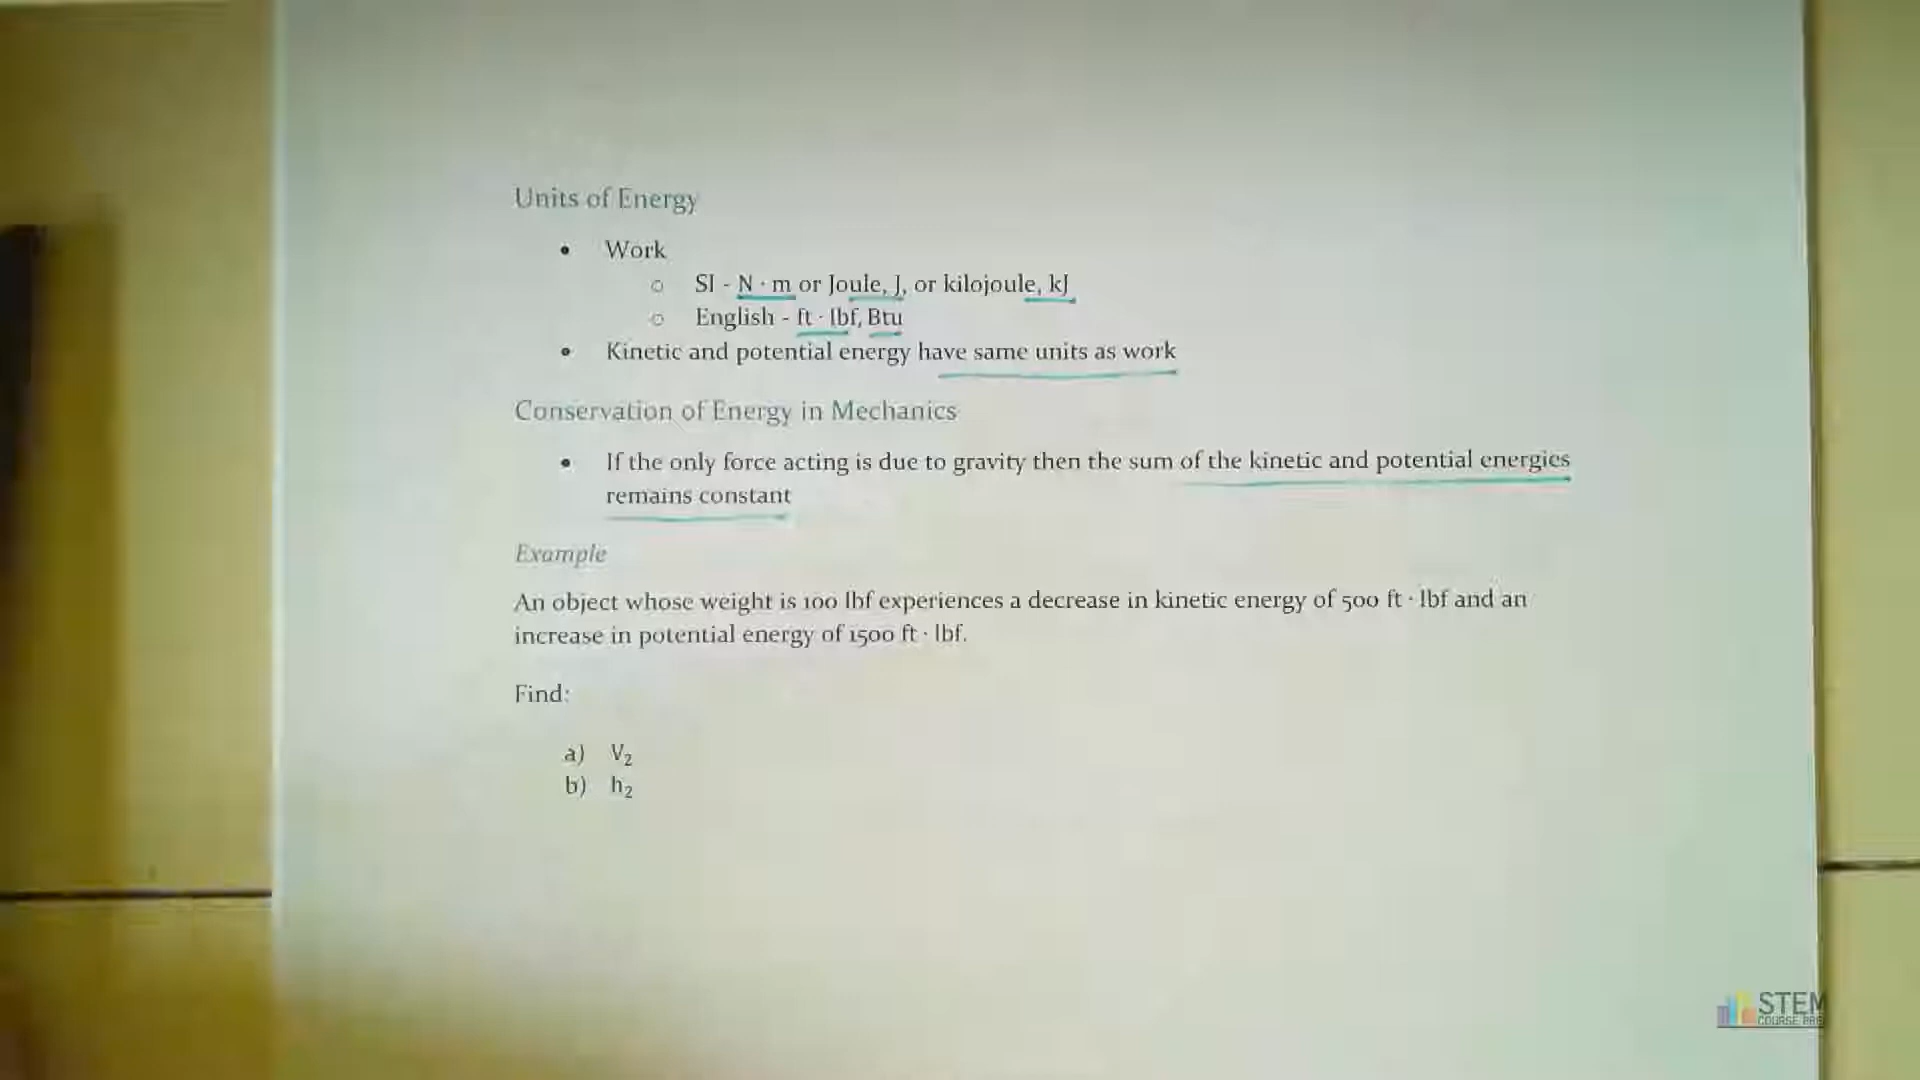 Units of Energy
• Work
○ SI - N · m or Joule, J, or kilojoule, kJ
○ English - ft · lbf, Btu
• Kinetic and potential energy have same units as work
Conservation of Energy in Mechanics
• If the only force acting is due to gravity then the sum of the kinetic and potential energies
remains constant
Example
An object whose weight is 100 lbf experiences a decrease in kinetic energy of 500 ft · lbf and an
increase in potential energy of 1500 ft · lbf.
Find:
a) V₂
b) h₂
STEM
COURSE PREP